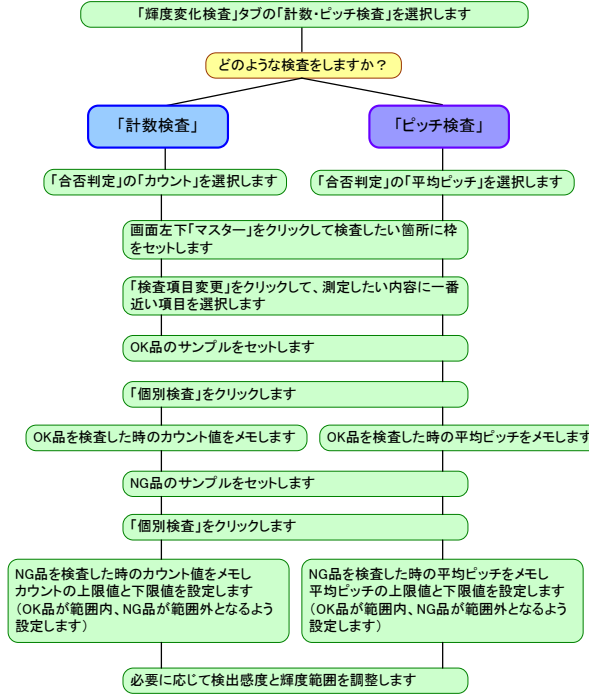 「輝度変化検査」タブの「計数・ピッチ検査」を選択します
どのような検査をしますか？
「計数検査」
「ピッチ検査」
「合否判定」の「カウント」を選択します
「合否判定」の「平均ピッチ」を選択します
画面左下「マスター」をクリックして検査したい箇所に枠
をセットします
「検査項目変更」をクリックして、測定したい内容に一番
近い項目を選択します
OK品のサンプルをセットします
「個別検査」をクリックします
OK品を検査した時のカウント値をメモします
OK品を検査した時の平均ピッチをメモします
NG品のサンプルをセットします
「個別検査」をクリックします
NG品を検査した時のカウント値をメモし
カウントの上限値と下限値を設定します
（OK品が範囲内、NG品が範囲外となるよう
設定します）
NG品を検査した時の平均ピッチをメモし
平均ピッチの上限値と下限値を設定します
（OK品が範囲内、NG品が範囲外となるよう
設定します）
必要に応じて検出感度と輝度範囲を調整します